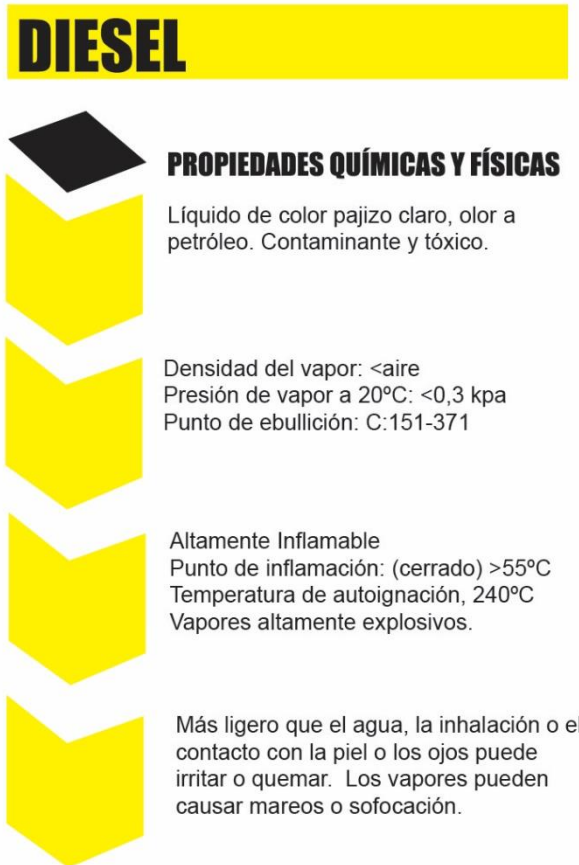 DIESEL
PROPIEDADES QUÍMICAS Y FÍSICAS
Líquido de color pajizo claro, olor a
petróleo. Contaminante y tóxico.
Densidad del vapor: <aire
Presión de vapor a 20ºC: <0,3 kpa
Punto de ebullición: C:151-371
Altamente Inflamable
Punto de inflamación: (cerrado) >55ºC
Temperatura de autoignación, 240ºC
Vapores altamente explosivos.
Más ligero que el agua, la inhalación o el
contacto con la piel o los ojos puede
irritar o quemar. Los vapores pueden
causar mareos o sofocación.